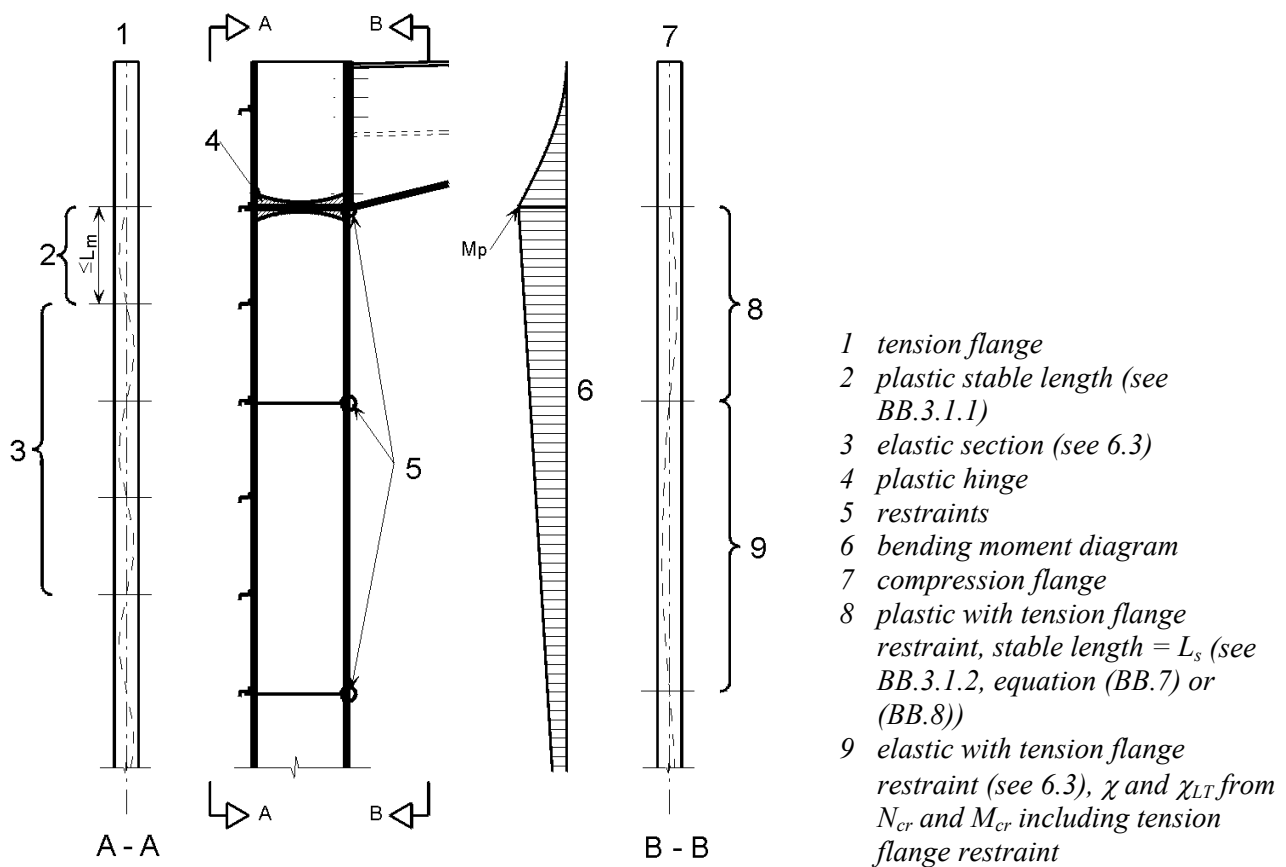 1
A
B
7
4
2
≤Lm
Mp
8
3
5
6
9
A
B
A - A
B - B
1 tension flange
2 plastic stable length (see
BB.3.1.1)
3 elastic section (see 6.3)
4 plastic hinge
5 restraints
6 bending moment diagram
7 compression flange
8 plastic with tension flange
restraint, stable length = Ls (see
BB.3.1.2, equation (BB.7) or
(BB.8))
9 elastic with tension flange
restraint (see 6.3), χ and χLT from
Ncr and Mcr including tension
flange restraint